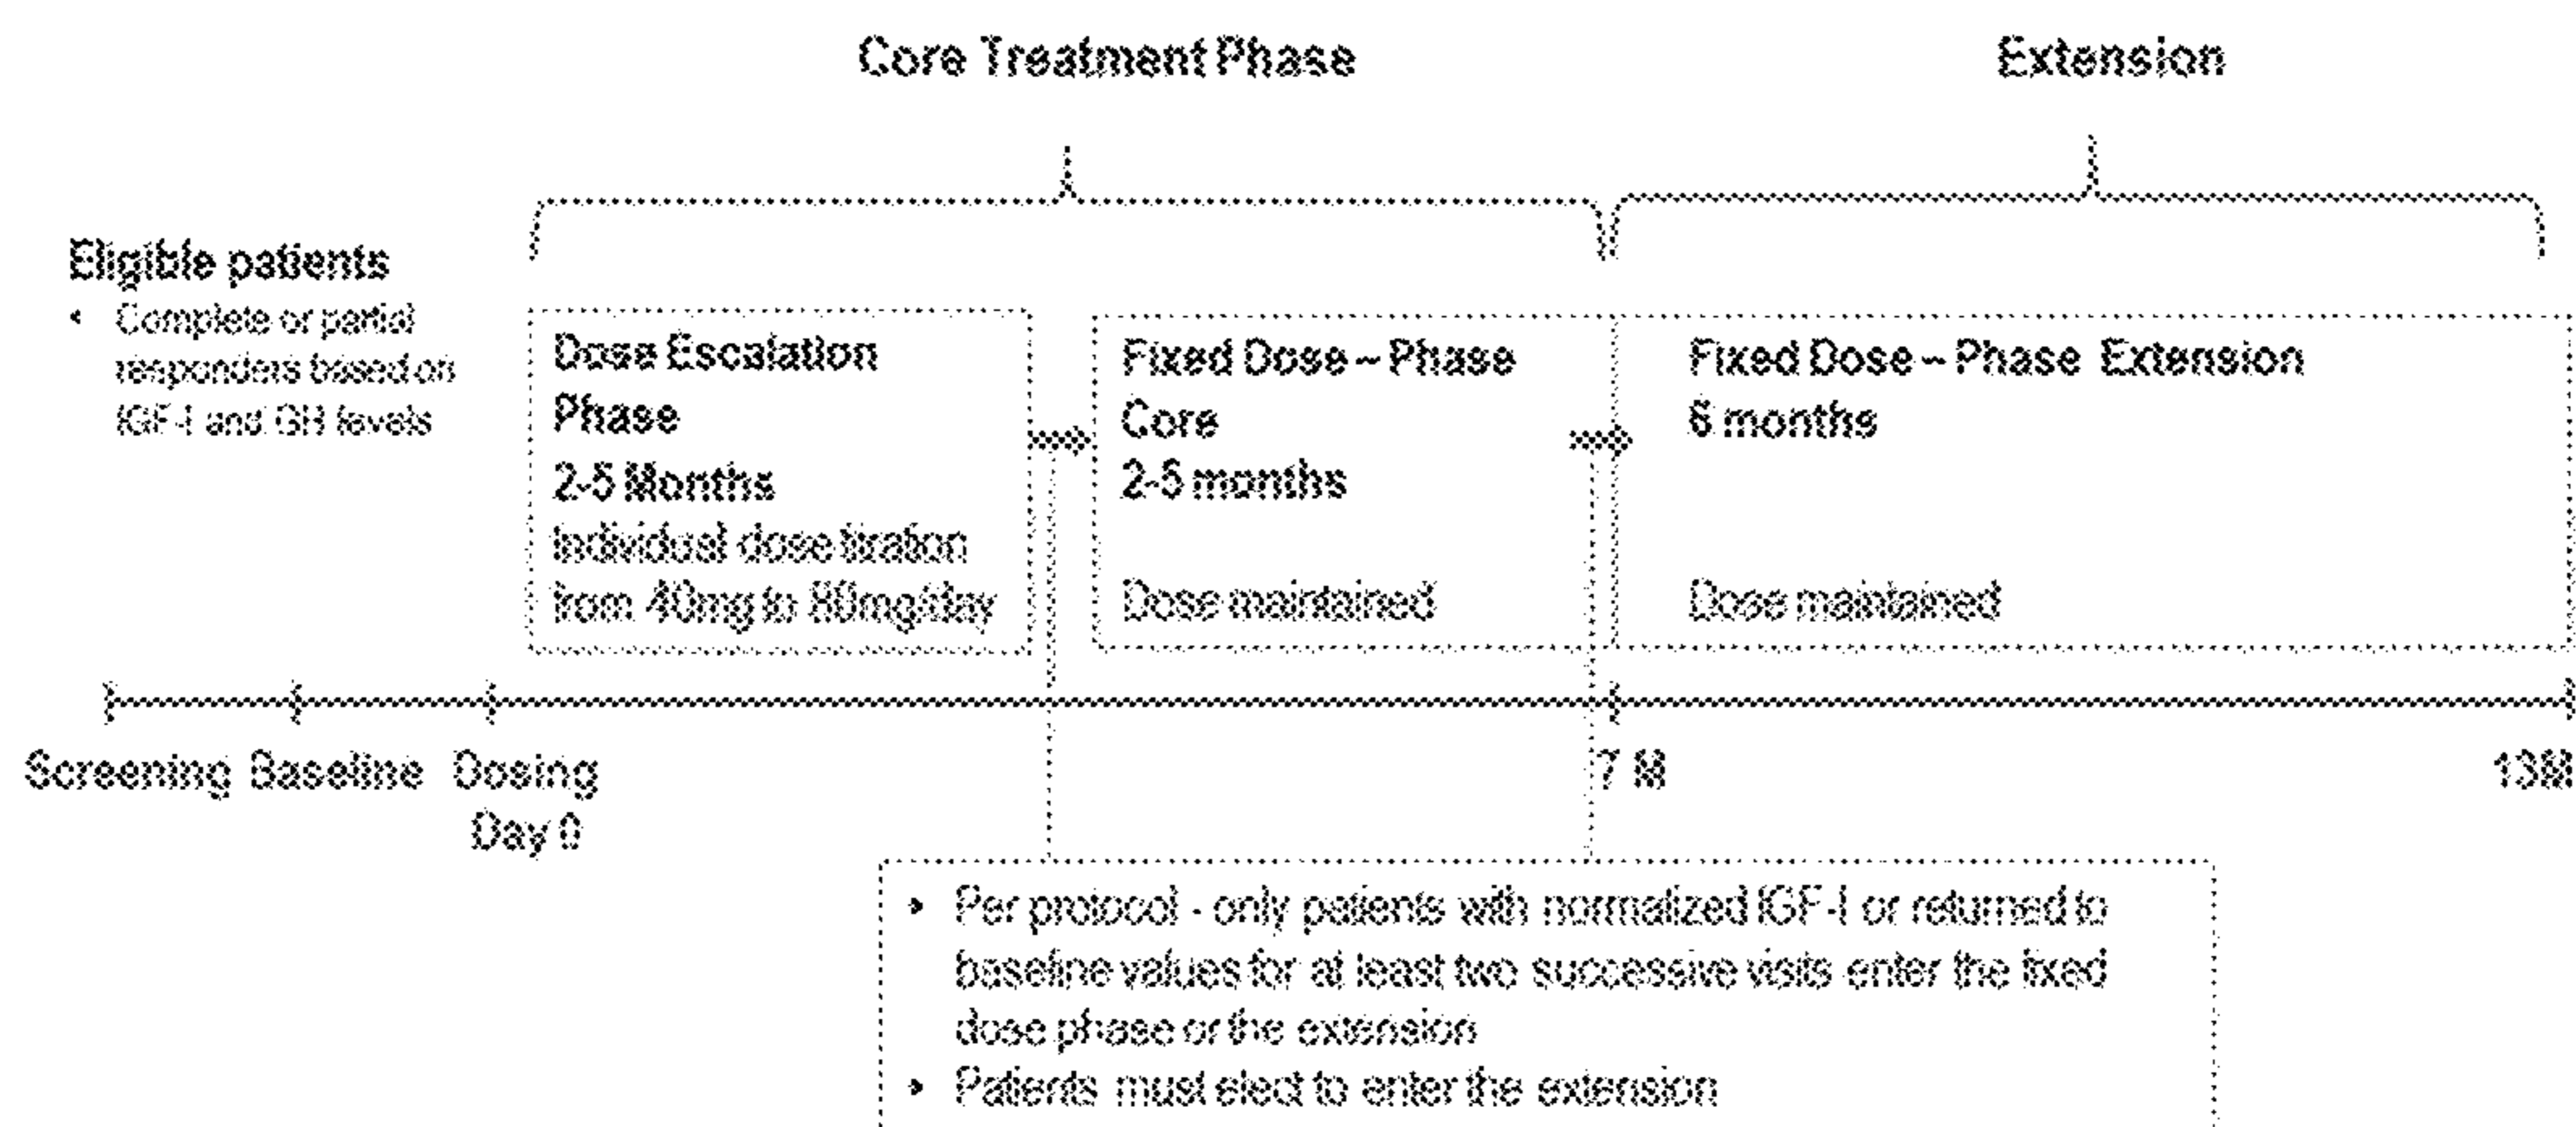 Core Treatment Phase
Extension
Eligible patients
• Complete or partial
responders based on
IGF-I and GH levels
Dose Escalation
Phase
2-5 Months
Individual dose titration
from 40mg to 80mg/day
Fixed Dose – Phase
Core
2-5 months
Dose maintained
Fixed Dose – Phase Extension
6 months
Dose maintained
Screening Baseline Dosing
Day 0
7 M
13M
• Per protocol - only patients with normalized IGF-I or returned to
baseline values for at least two successive visits enter the fixed
dose phase or the extension
• Patients must elect to enter the extension